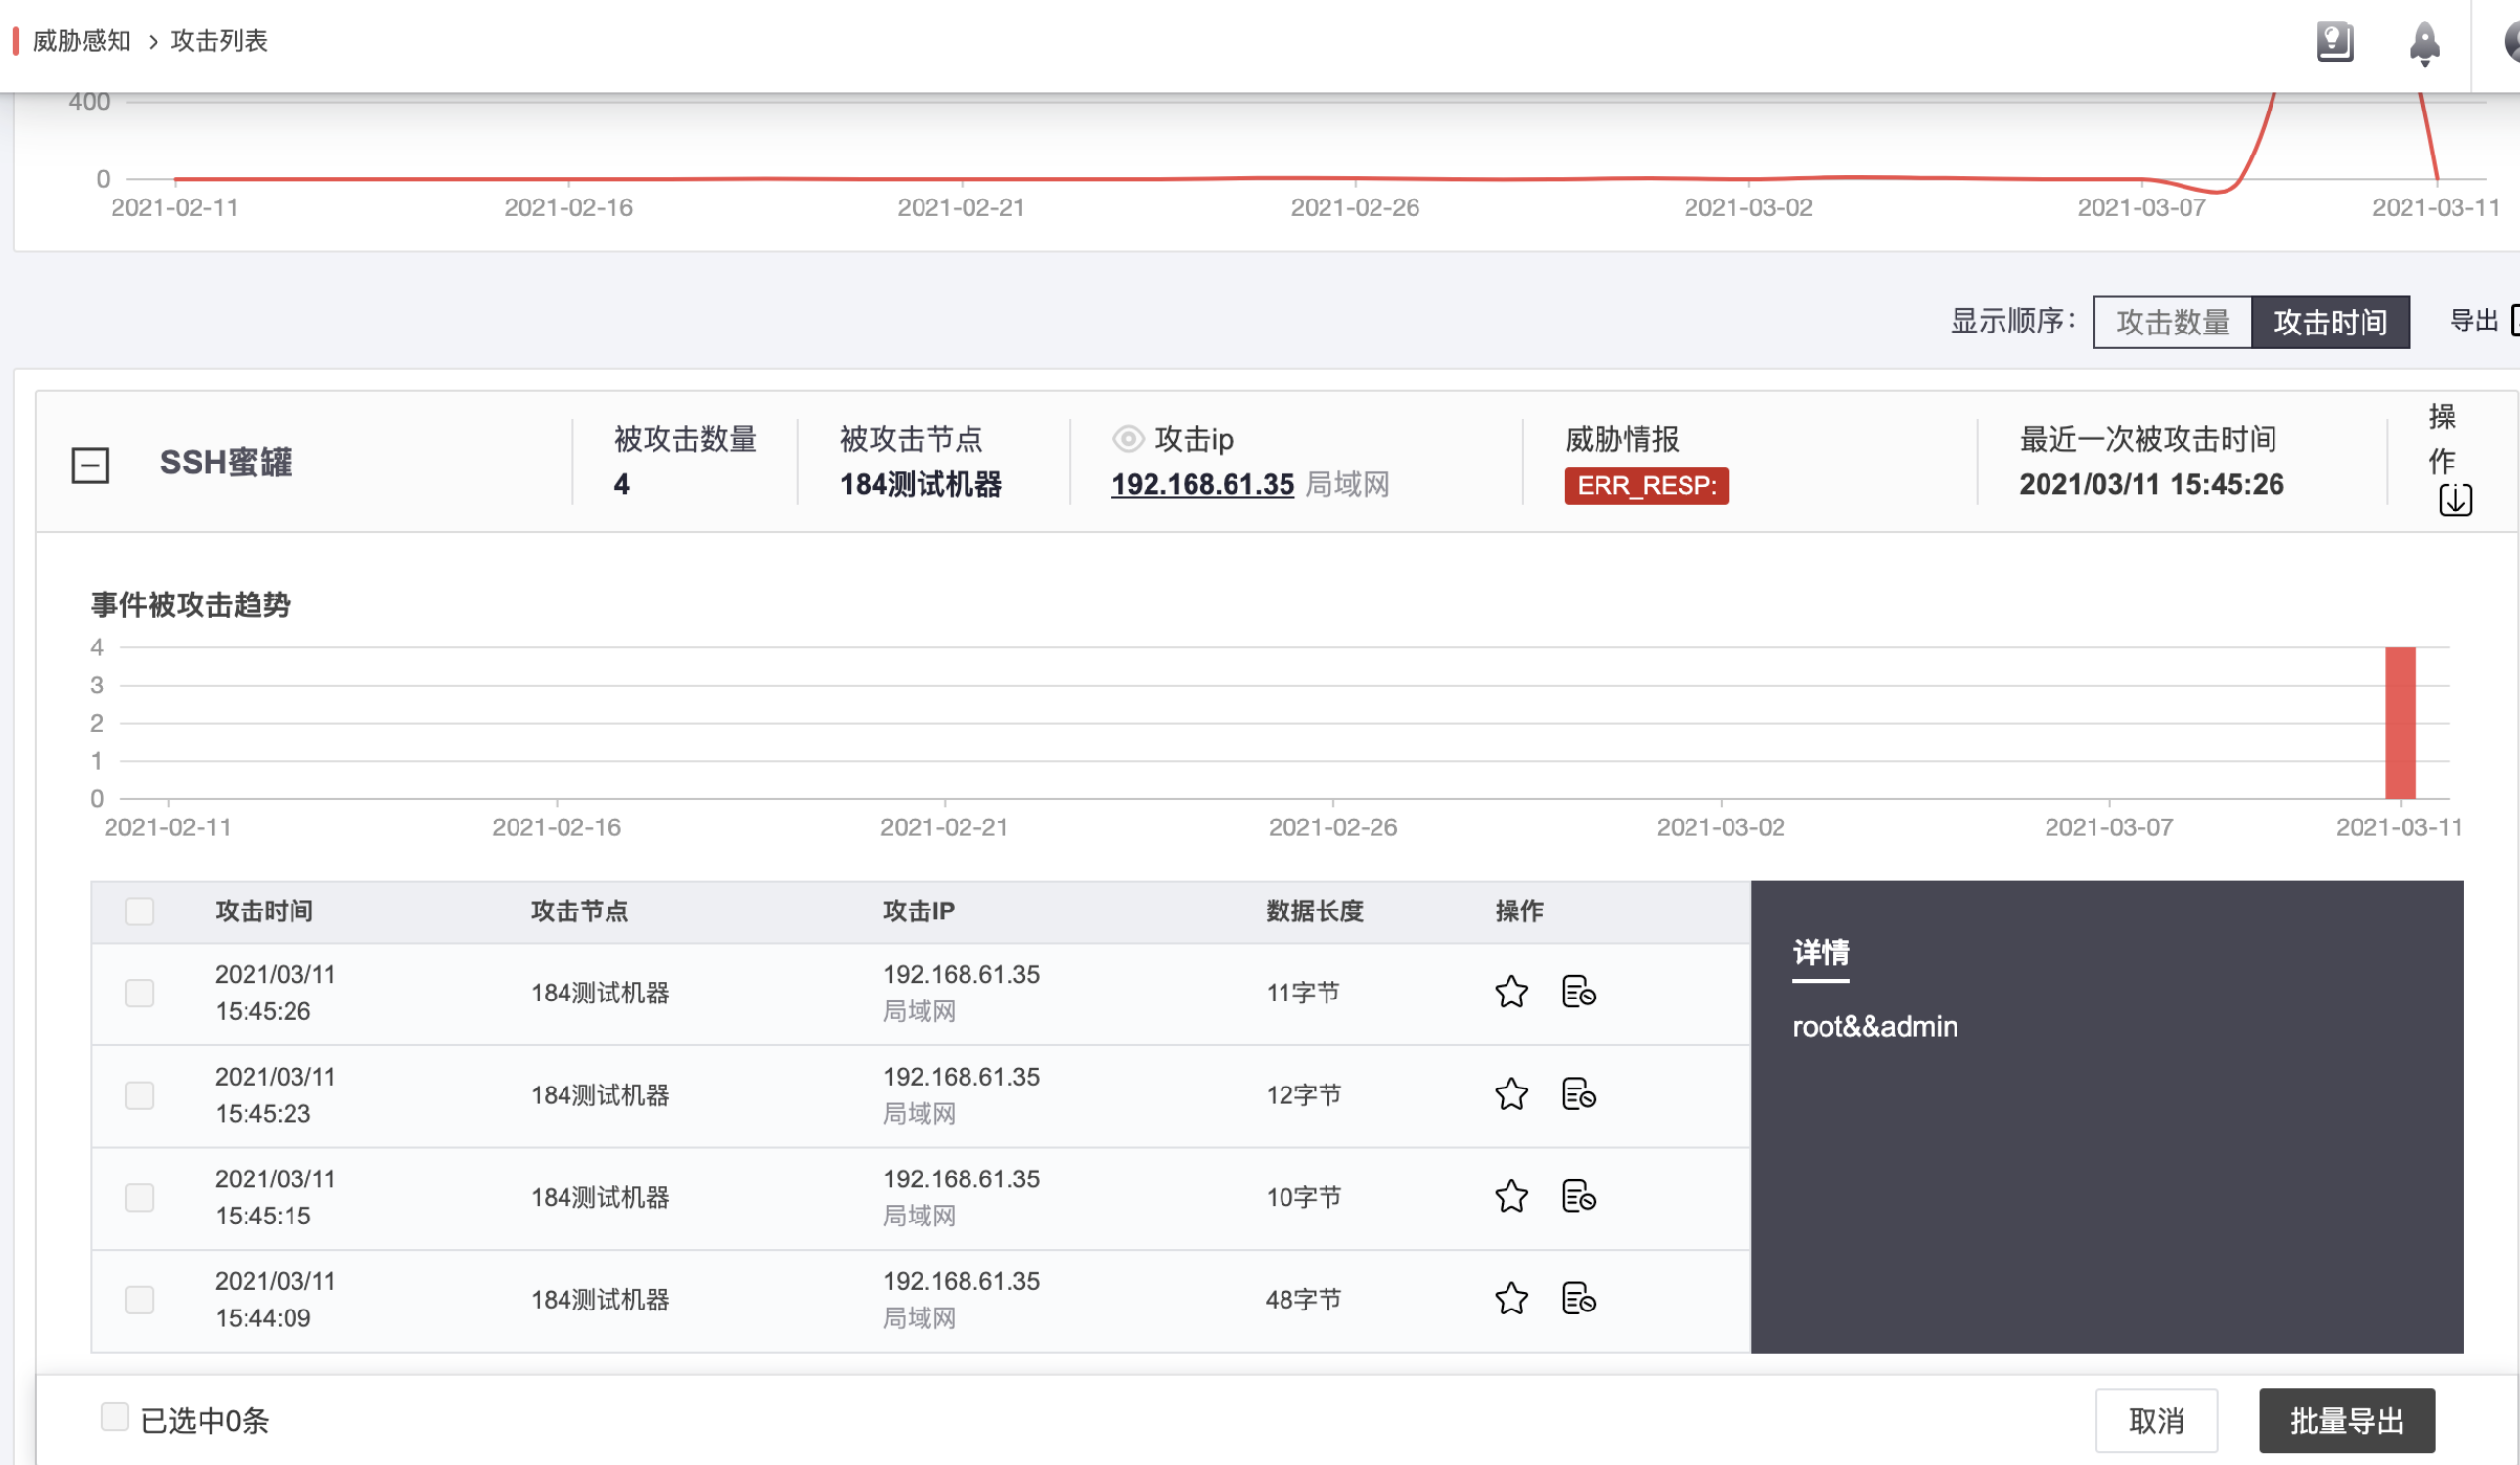 威胁感知 > 攻击列表
400
0
2021-02-11 2021-02-16 2021-02-21 2021-02-26 2021-03-02 2021-03-07 2021-03-11
显示顺序： 攻击数量 攻击时间 导出
SSH蜜罐
被攻击数量
4
被攻击节点
184测试机器
攻击ip
192.168.61.35 局域网
威胁情报
ERR_RESP:
最近一次被攻击时间
2021/03/11 15:45:26
操
作
事件被攻击趋势
4
3
2
1
0
2021-02-11 2021-02-16 2021-02-21 2021-02-26 2021-03-02 2021-03-07 2021-03-11
攻击时间 攻击节点 攻击IP 数据长度 操作
2021/03/11
15:45:26
184测试机器
192.168.61.35
局域网
11字节
2021/03/11
15:45:23
184测试机器
192.168.61.35
局域网
12字节
2021/03/11
15:45:15
184测试机器
192.168.61.35
局域网
10字节
2021/03/11
15:44:09
184测试机器
192.168.61.35
局域网
48字节
详情
root&&admin
已选中0条
取消
批量导出